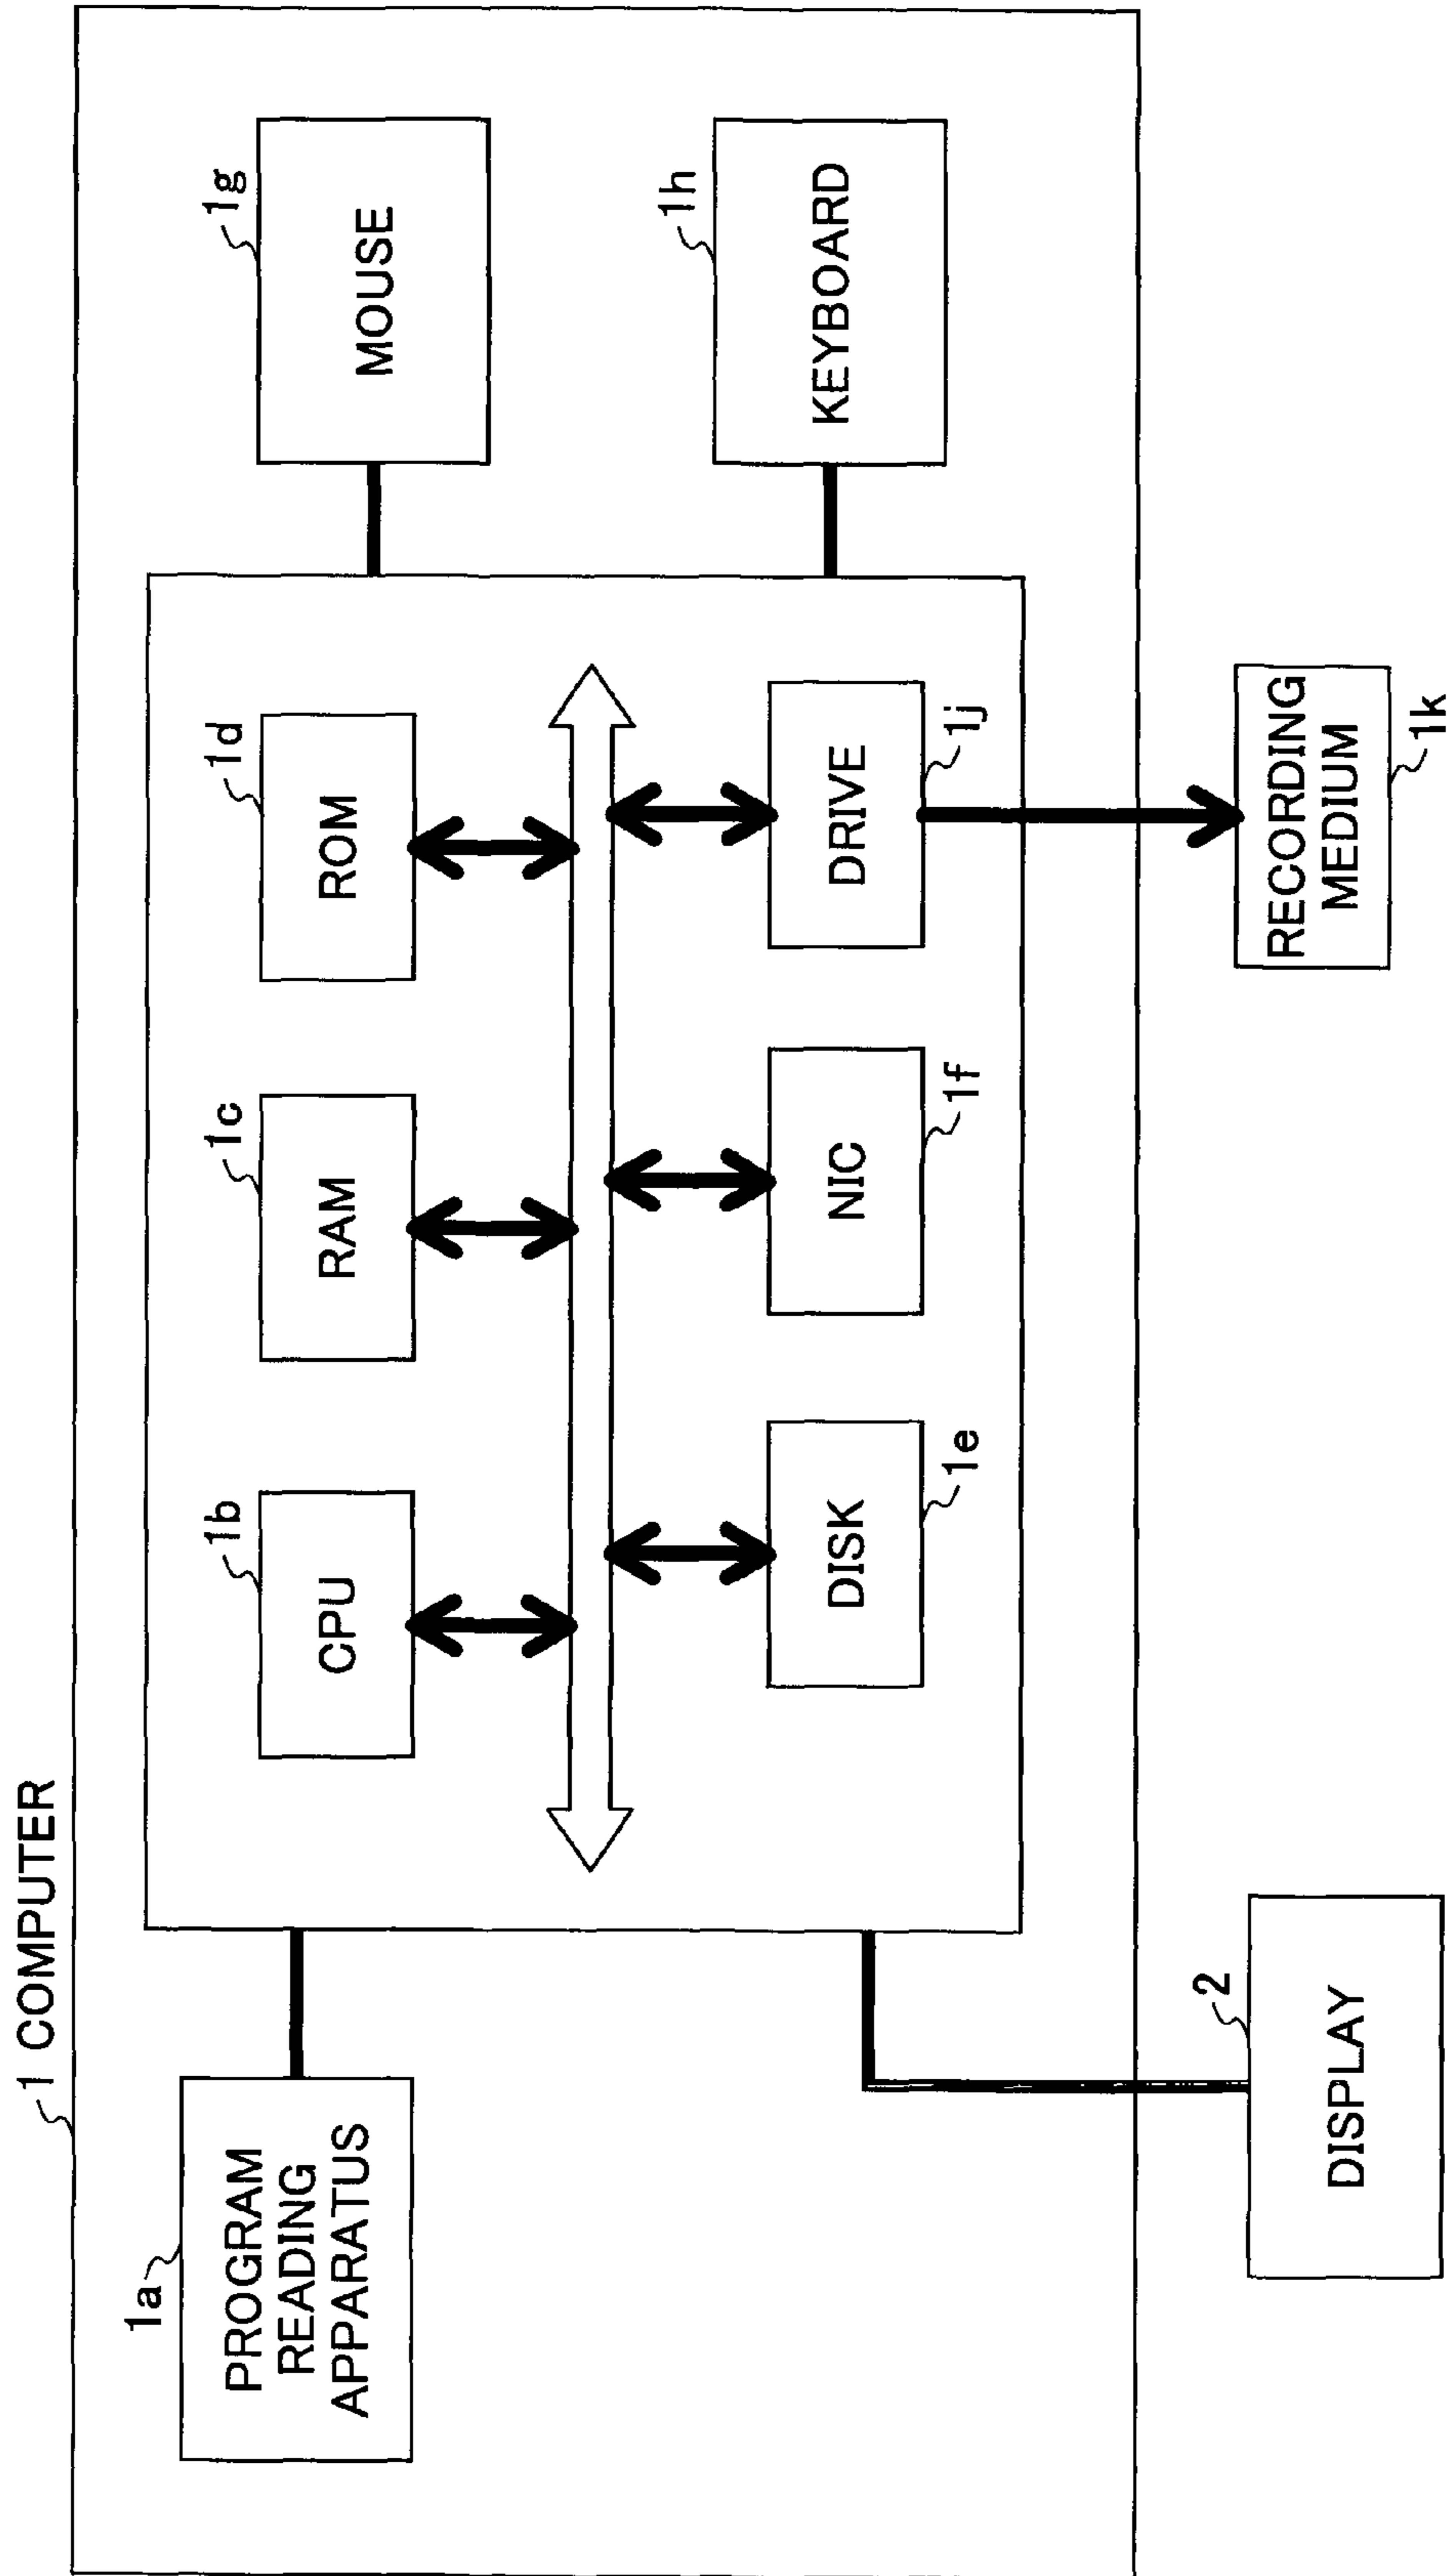 1 COMPUTER
1a
PROGRAM
READING
APPARATUS
1b
CPU
1c
RAM
1d
ROM
1g
MOUSE
DISK
1e
NIC
1f
DRIVE
1j
1h
KEYBOARD
2
DISPLAY
RECORDING
MEDIUM
1k